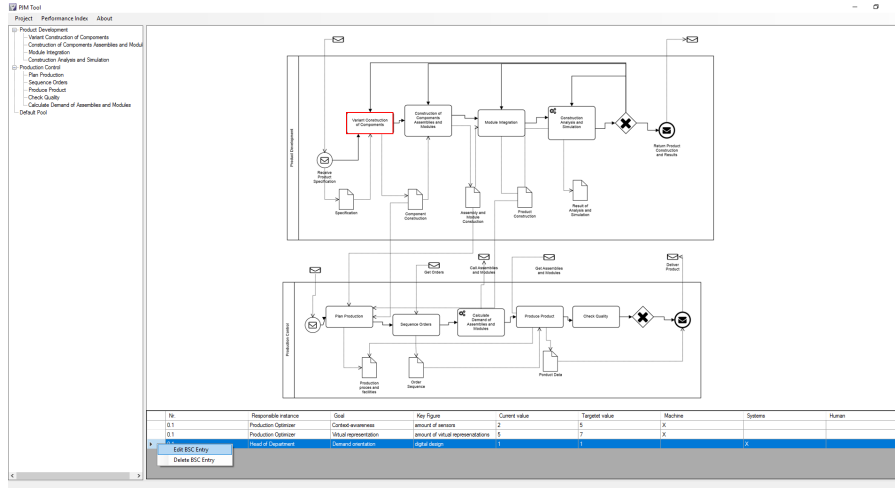 PIM Tool
Project Performance Index About
Product Development
Variant Construction of Components
Construction of Components Assemblies and Modul
Module Integration
Construction Analysis and Simulation
Production Control
Plan Production
Sequence Orders
Produce Product
Check Quality
Calculate Demand of Assemblies and Modules
Default Pool
Product Development
Variant Construction
of Components
Construction of
Components
Assemblies and
Modules
Module Integration
Construction
Analysis and
Simulation
Receive
Product
Specification
Return Product
Construction
and Results
Specification
Component
Construction
Assembly and
Module
Construction
Product
Construction
Result of
Analysis and
Simulation
Get Orders
Call Assemblies
and Modules
Get Assemblies
and Modules
Deliver
Product
Production Control
Plan Production
Sequence Orders
Calculate
Demand of
Assemblies and
Modules
Produce Product
Check Quality
Production
proces and
facilities
Order
Sequence
Product Data
Nr. Responsible instance Goal Key Figure Current value Targetet value Machine Systems Human
0.1 Production Optimizer Context-awareness amount of sensors 2 5 X
0.1 Production Optimizer Virtual representation amount of virtual represenatations 5 7 X
Head of Department Demand orientation digital design 1 1 X
Edit BSC Entry
Delete BSC Entry